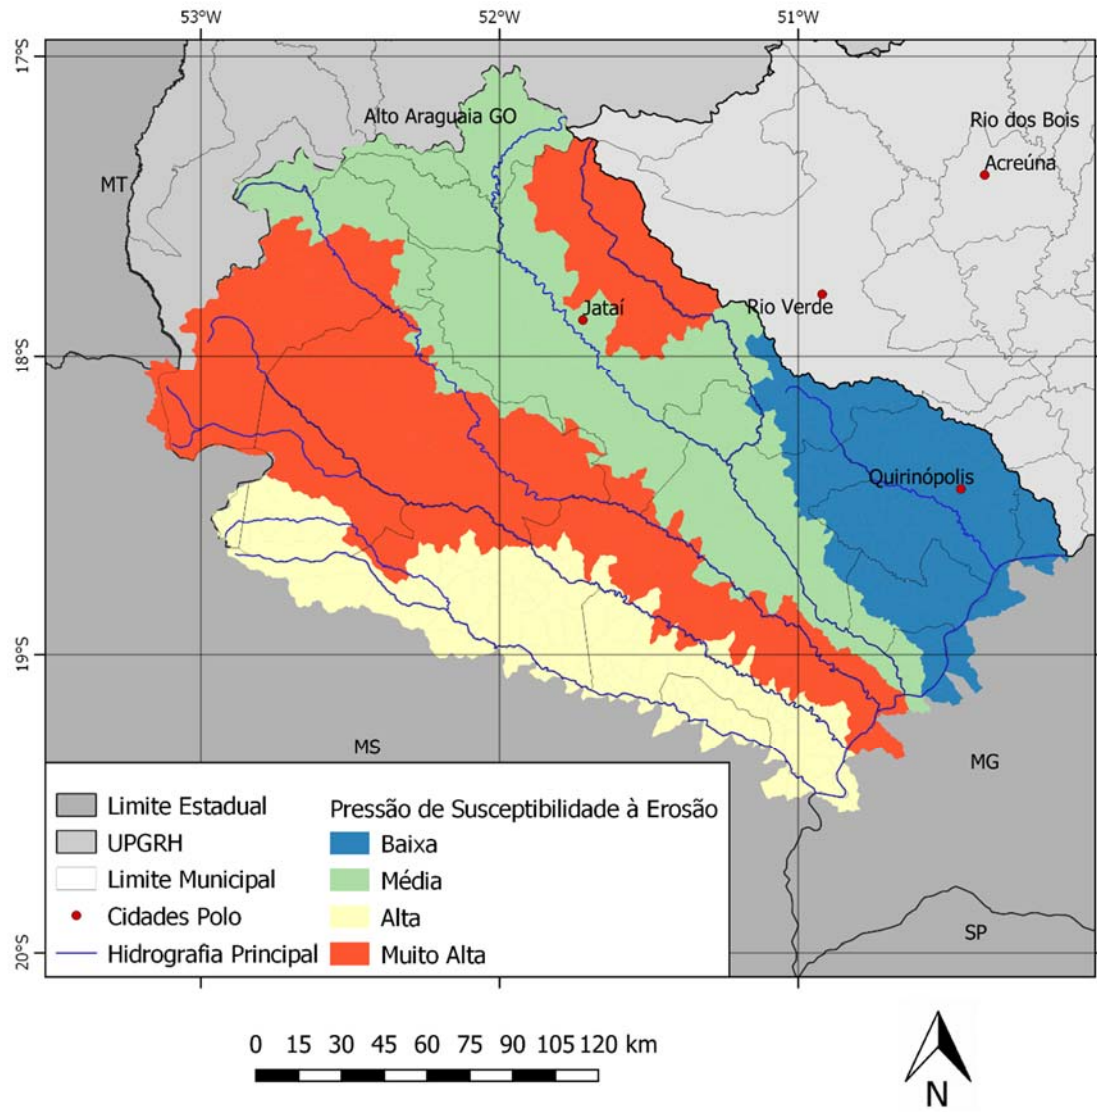 53°W
52°W
51°W
17°S
Alto Araguaia GO
Rio dos Bois
Acreúna
MT
Jataí
Rio Verde
18°S
Quirinópolis
19°S
MS
MG
Limite Estadual
UPGRH
Limite Municipal
Cidades Polo
Hidrografia Principal
Pressão de Susceptibilidade à Erosão
Baixa
Média
Alta
Muito Alta
SP
20°S
0 15 30 45 60 75 90 105 120 km
N